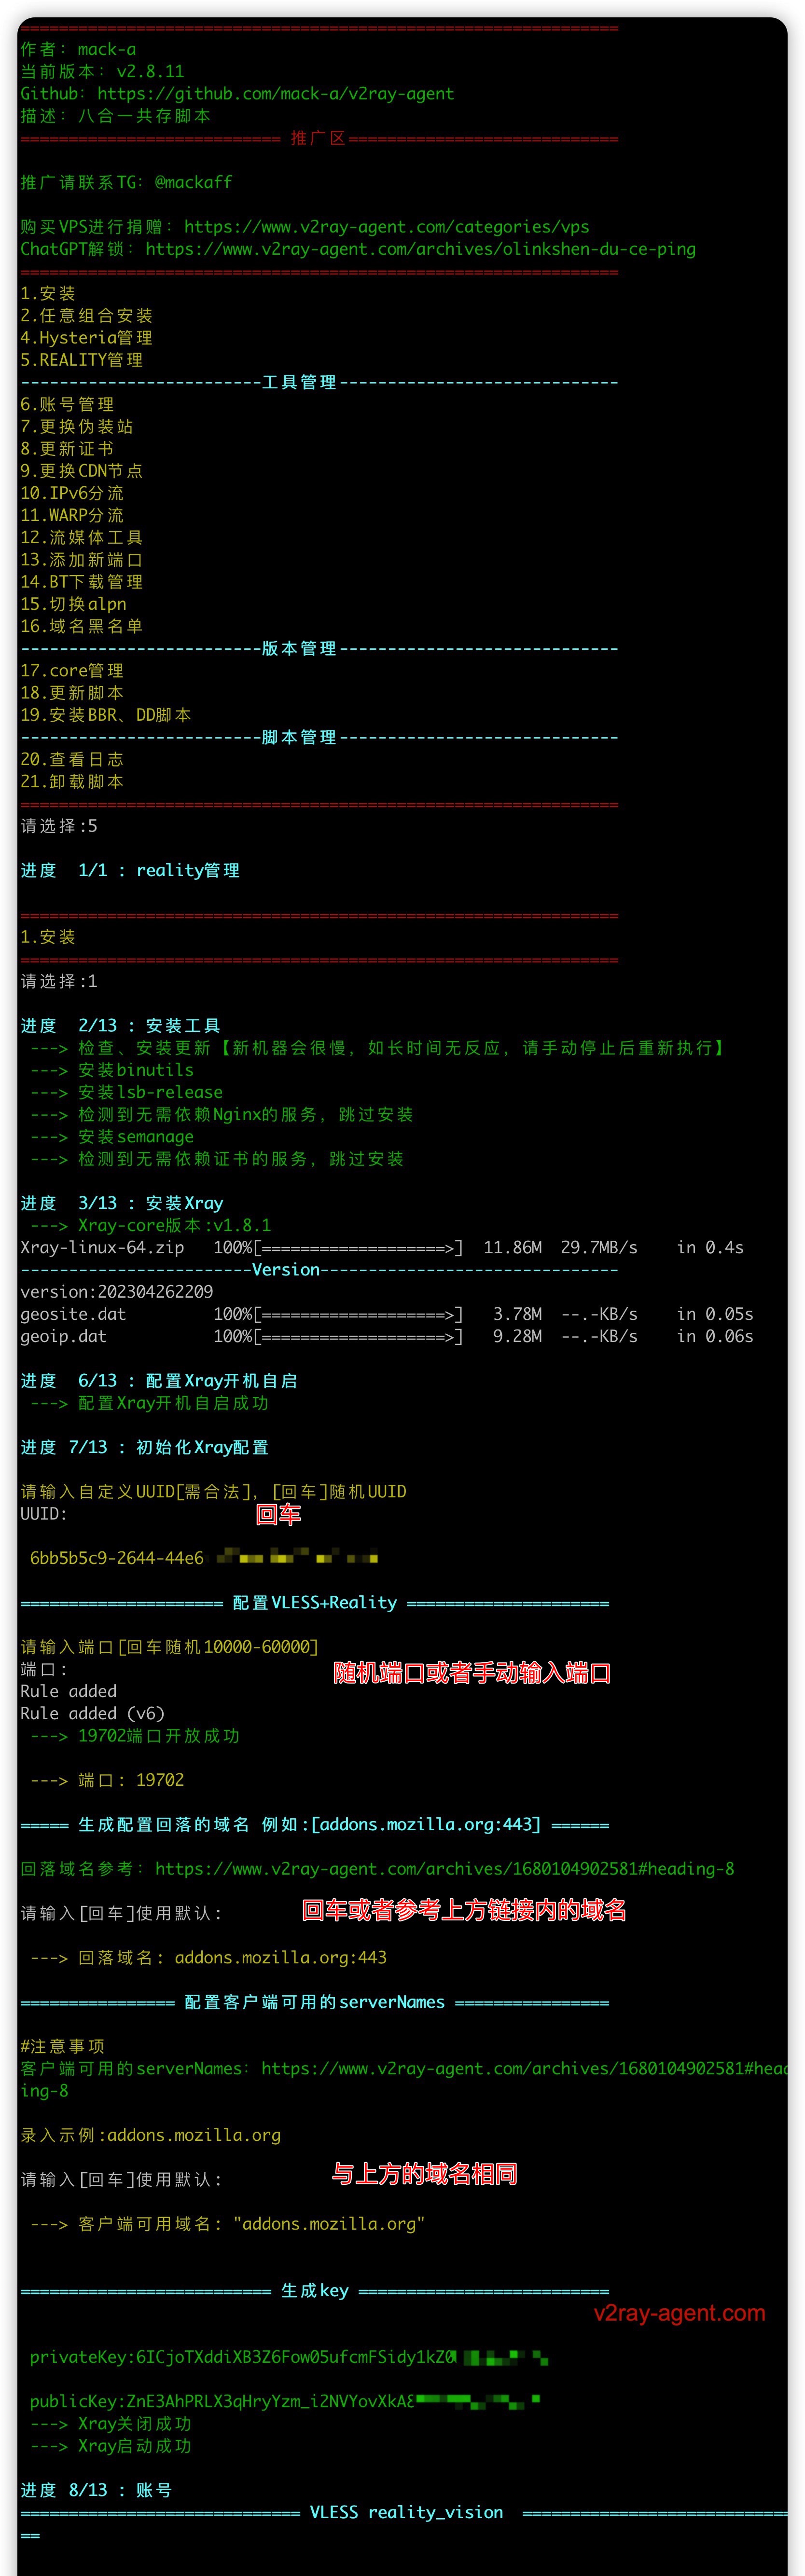 ==============================================================
作者：mack-a
当前版本：v2.8.11
Github：https://github.com/mack-a/v2ray-agent
描述：八合一共存脚本
=========================== 推广区============================
推广请联系TG：@mackaff
购买VPS进行捐赠：https://www.v2ray-agent.com/categories/vps
ChatGPT解锁：https://www.v2ray-agent.com/archives/olinkshen-du-ce-ping
==============================================================
1.安装
2.任意组合安装
4.Hysteria管理
5.REALITY管理
-------------------------工具管理-----------------------------
6.账号管理
7.更换伪装站
8.更新证书
9.更换CDN节点
10.IPv6分流
11.WARP分流
12.流媒体工具
13.添加新端口
14.BT下载管理
15.切换alpn
16.域名黑名单
-------------------------版本管理-----------------------------
17.core管理
18.更新脚本
19.安装BBR、DD脚本
-------------------------脚本管理-----------------------------
20.查看日志
21.卸载脚本
==============================================================
请选择:5
进度  1/1 : reality管理
==============================================================
1.安装
==============================================================
请选择:1
进度  2/13 : 安装工具
 ---> 检查、安装更新【新机器会很慢，如长时间无反应，请手动停止后重新执行】
 ---> 安装binutils
 ---> 安装lsb-release
 ---> 检测到无需依赖Nginx的服务，跳过安装
 ---> 安装semanage
 ---> 检测到无需依赖证书的服务，跳过安装
进度  3/13 : 安装Xray
 ---> Xray-core版本:v1.8.1
Xray-linux-64.zip   100%[===================>]  11.86M  29.7MB/s    in 0.4s
------------------------Version-------------------------------
version:202304262209
geosite.dat         100%[===================>]   3.78M  --.-KB/s    in 0.05s
geoip.dat           100%[===================>]   9.28M  --.-KB/s    in 0.06s
进度  6/13 : 配置Xray开机自启
 ---> 配置Xray开机自启成功
进度 7/13 : 初始化Xray配置
请输入自定义UUID[需合法]，[回车]随机UUID
UUID: 回车
 6bb5b5c9-2644-44e6
===================== 配置VLESS+Reality =====================
请输入端口[回车随机10000-60000]
端口: 随机端口或者手动输入端口
Rule added
Rule added (v6)
 ---> 19702端口开放成功
 ---> 端口: 19702
===== 生成配置回落的域名 例如:[addons.mozilla.org:443] ======
回落域名参考：https://www.v2ray-agent.com/archives/1680104902581#heading-8
请输入[回车]使用默认: 回车或者参考上方链接内的域名
 ---> 回落域名: addons.mozilla.org:443
================ 配置客户端可用的serverNames ================
#注意事项
客户端可用的serverNames：https://www.v2ray-agent.com/archives/1680104902581#head
ing-8
录入示例:addons.mozilla.org
请输入[回车]使用默认: 与上方的域名相同
 ---> 客户端可用域名: "addons.mozilla.org"
========================== 生成key ==========================
v2ray-agent.com
 privateKey:6ICjoTXddiXB3Z6Fow05ufcmFSidy1kZ
 publicKey:ZnE3AhPRLX3qHryYzm_i2NVYovXkA
 ---> Xray关闭成功
 ---> Xray启动成功
进度 8/13 : 账号
============================= VLESS reality_vision  ============================
==